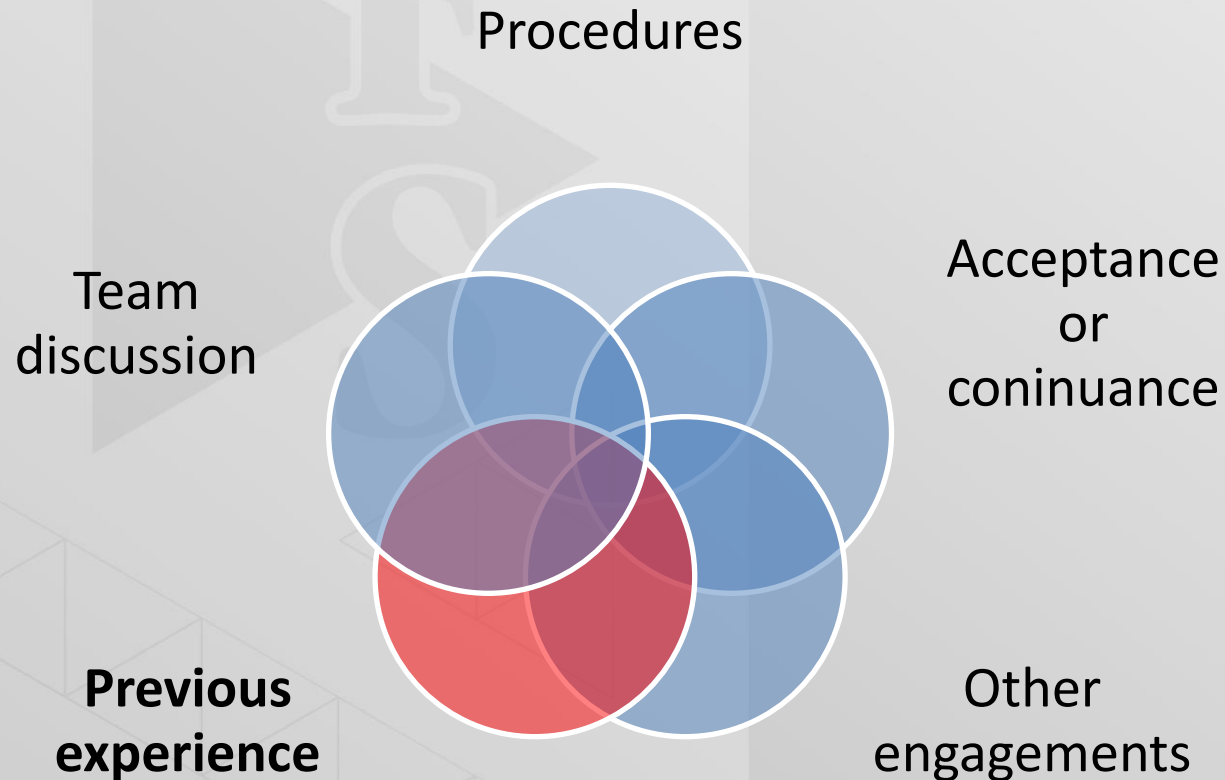 Procedures
Acceptance
or
coninuance
Other
engagements
Previous
experience
Team
discussion